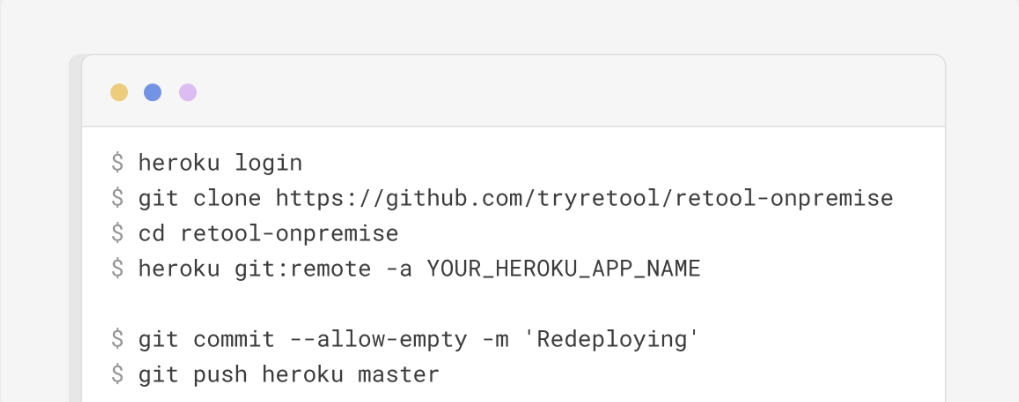 $ heroku login
$ git clone https://github.com/tryretool/retool-onpremise
$ cd retool-onpremise
$ heroku git:remote -a YOUR_HEROKU_APP_NAME
$ git commit --allow-empty -m 'Redeploying'
$ git push heroku master